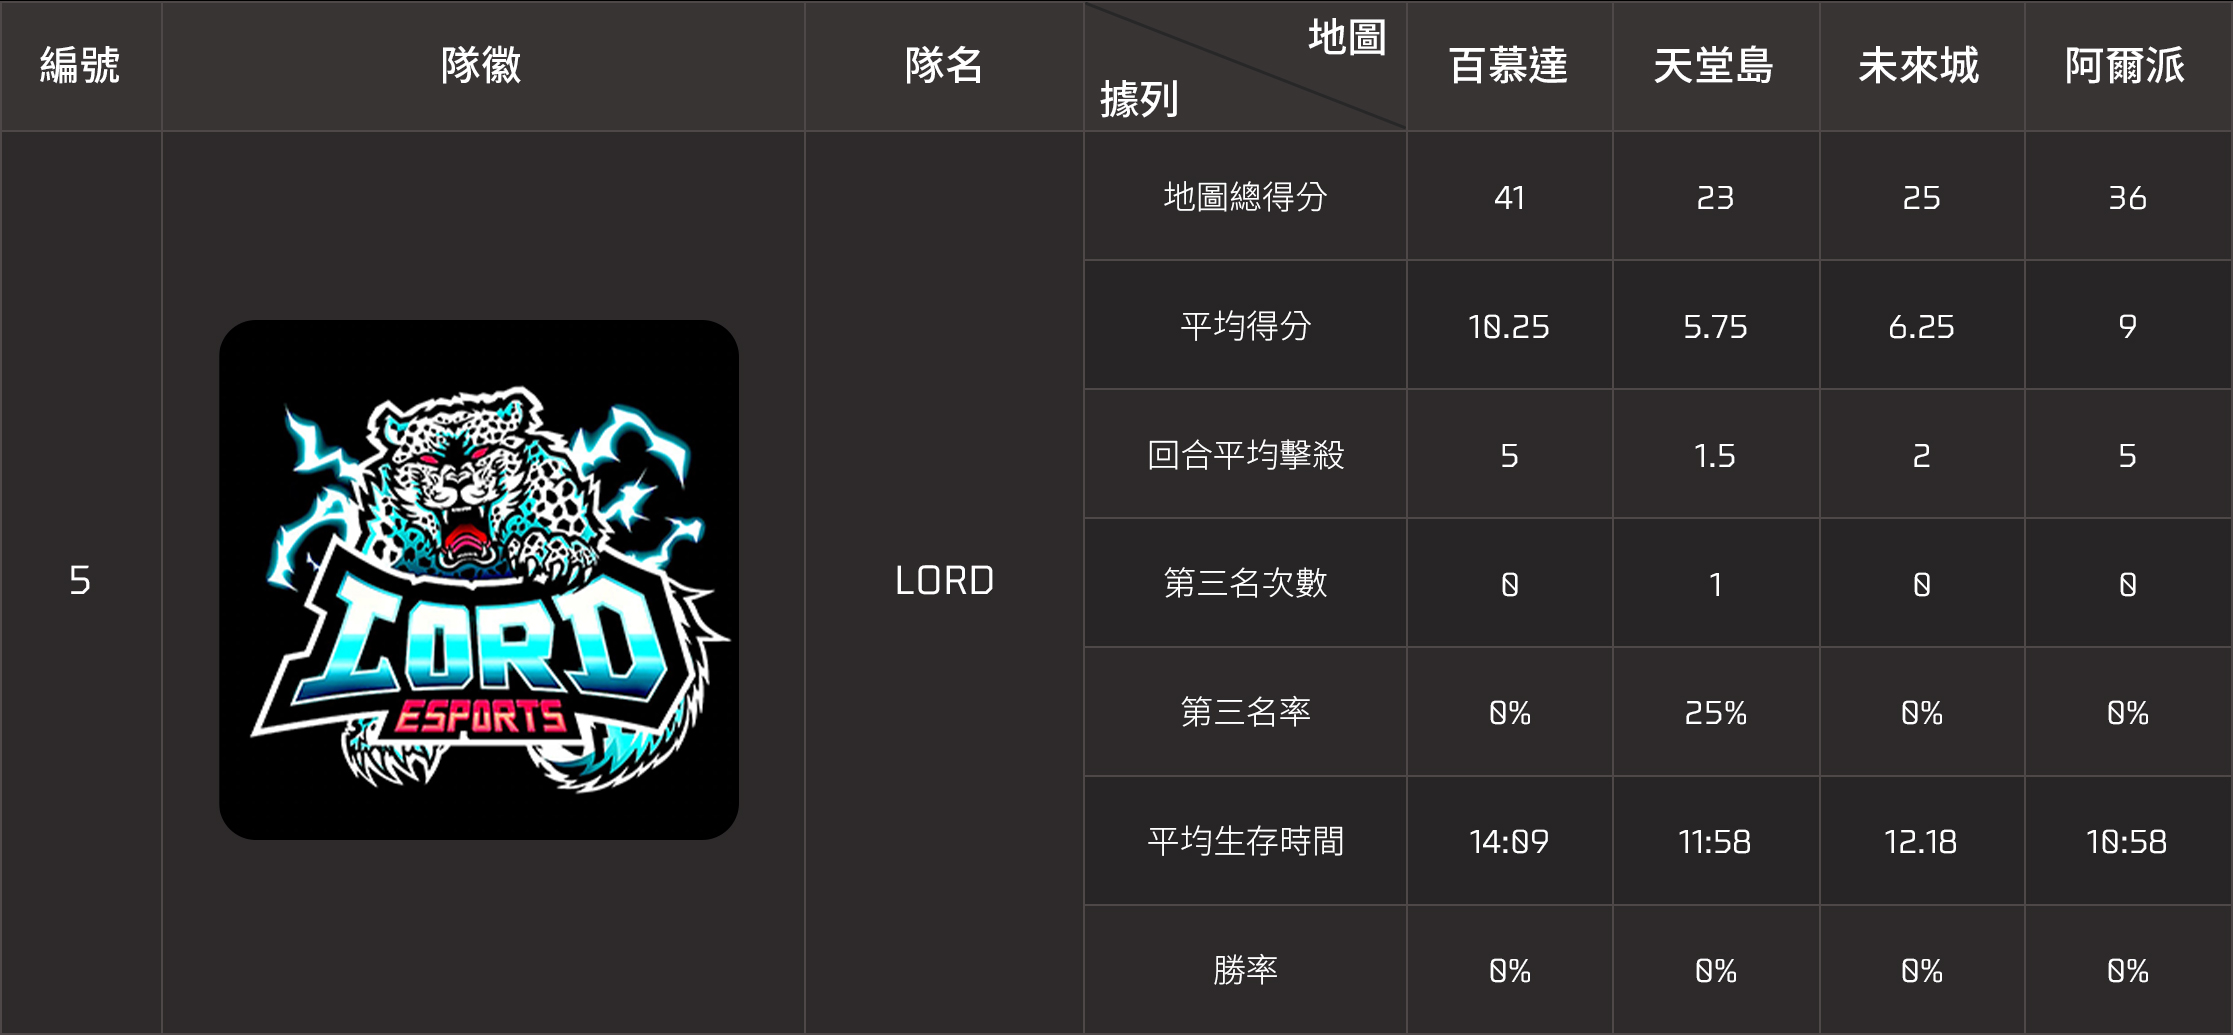 編號 隊徽 隊名 地圖 據列 百慕達 天堂島 未來城 阿爾派
5 LORD ESPORTS LORD
地圖總得分 41 23 25 36
平均得分 10.25 5.75 6.25 9
回合平均擊殺 5 1.5 2 5
第三名次數 0 1 0 0
第三名率 0% 25% 0% 0%
平均生存時間 14:09 11:58 12.18 10:58
勝率 0% 0% 0% 0%